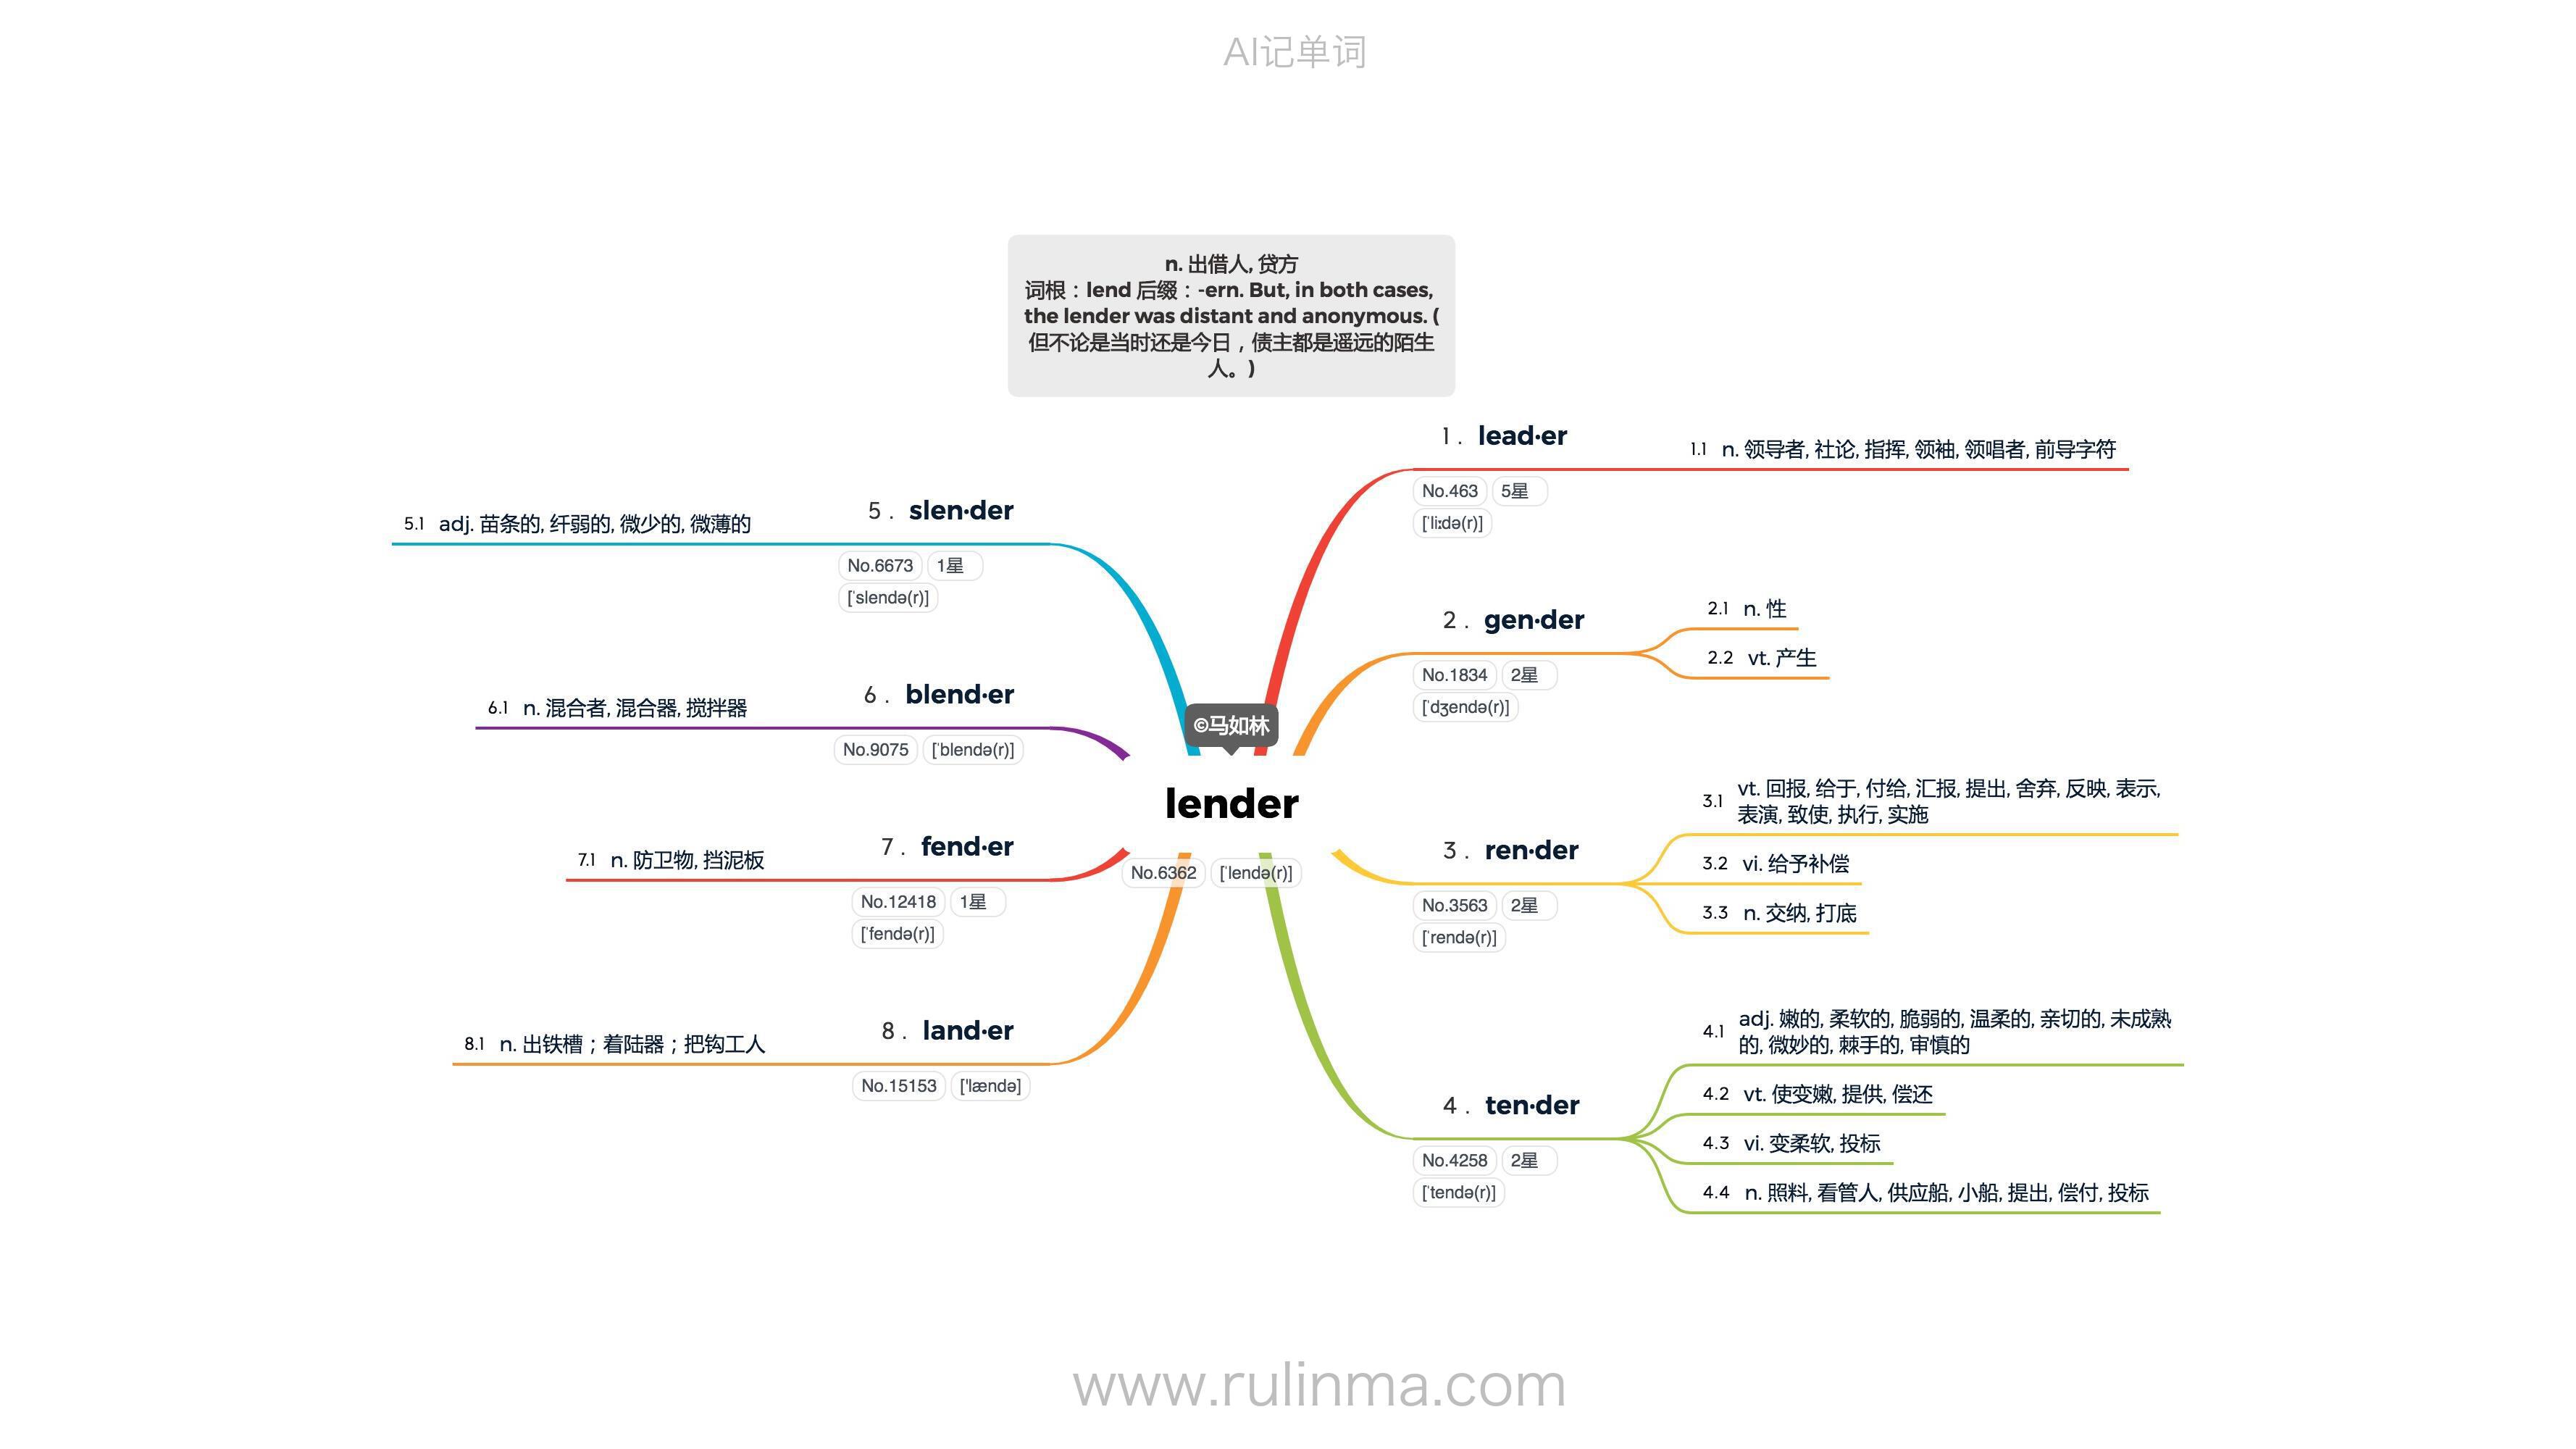 AI记单词
n. 出借人, 贷方
词根：lend 后缀：-ern. But, in both cases,
the lender was distant and anonymous. (
但不论是当时还是今日，债主都是遥远的陌生
人。)
1 . lead·er
No.463 5星
['liːdə(r)]
1.1 n. 领导者, 社论, 指挥, 领袖, 领唱者, 前导字符
2 . gen·der
No.1834 2星
['dʒendə(r)]
2.1 n. 性
2.2 vt. 产生
3 . ren·der
No.3563 2星
['rendə(r)]
3.1 vt. 回报, 给于, 付给, 汇报, 提出, 舍弃, 反映, 表示,
表演, 致使, 执行, 实施
3.2 vi. 给予补偿
3.3 n. 交纳, 打底
4 . ten·der
No.4258 2星
['tendə(r)]
4.1 adj. 嫩的, 柔软的, 脆弱的, 温柔的, 亲切的, 未成熟
的, 微妙的, 棘手的, 审慎的
4.2 vt. 使变嫩, 提供, 偿还
4.3 vi. 变柔软, 投标
4.4 n. 照料, 看管人, 供应船, 小船, 提出, 偿付, 投标
5 . slen·der
No.6673 1星
['slendə(r)]
5.1 adj. 苗条的, 纤弱的, 微少的, 微薄的
6 . blend·er
No.9075 ['blendə(r)]
6.1 n. 混合者, 混合器, 搅拌器
7 . fend·er
No.12418 1星
['fendə(r)]
7.1 n. 防卫物, 挡泥板
8 . land·er
No.15153 ['lændə]
8.1 n. 出铁槽；着陆器；把钩工人
©马如林
lender
No.6362 ['lendə(r)]
www.rulinma.com